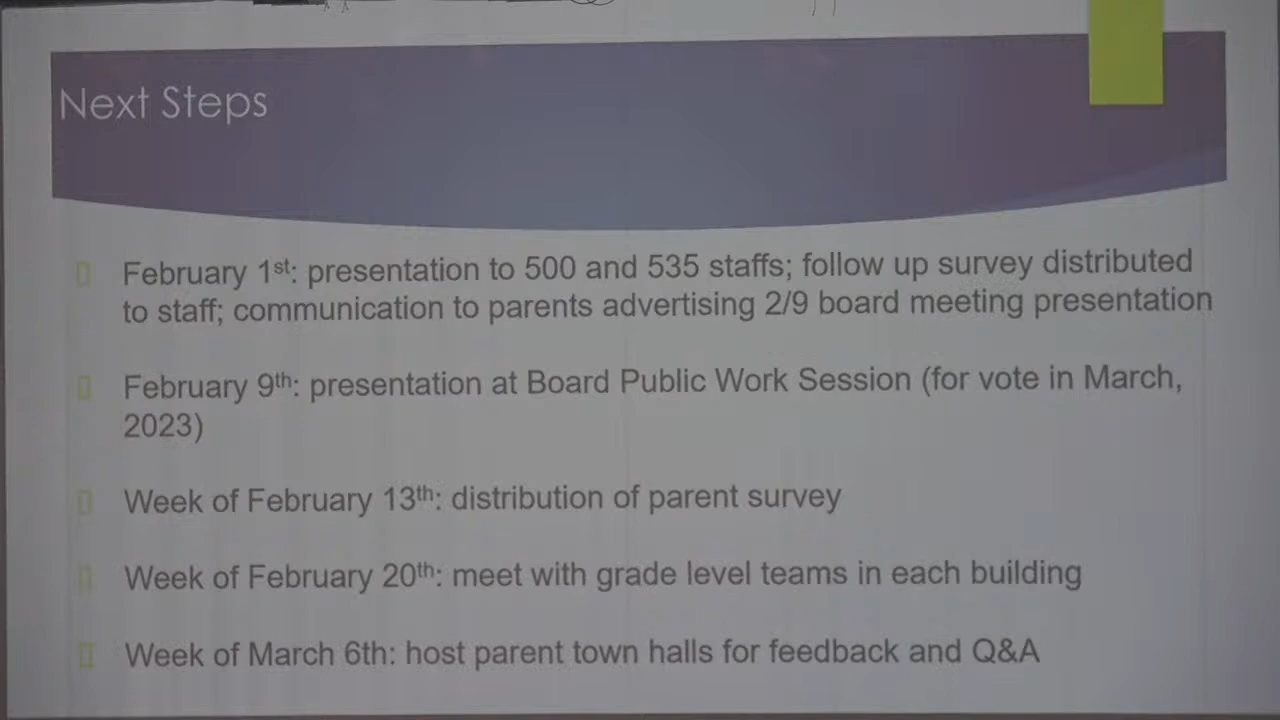 Next Steps
February 1st: presentation to 500 and 535 staffs; follow up survey distributed
to staff; communication to parents advertising 2/9 board meeting presentation
February 9th: presentation at Board Public Work Session (for vote in March,
2023)
Week of February 13th: distribution of parent survey
Week of February 20th: meet with grade level teams in each building
Week of March 6th: host parent town halls for feedback and Q&A